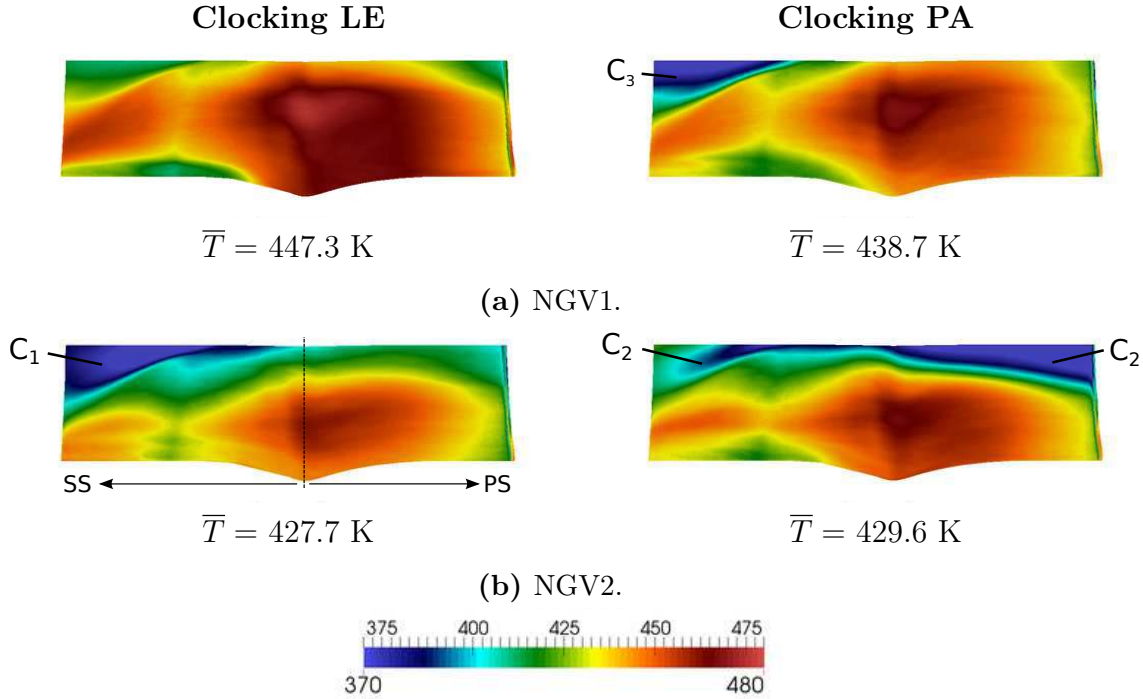 Clocking LE Clocking PA
C₃
T̅ = 447.3 K T̅ = 438.7 K
(a) NGV1.
C₁ C₂ C₂
SS PS
T̅ = 427.7 K T̅ = 429.6 K
(b) NGV2.
375 400 425 450 475
370 480